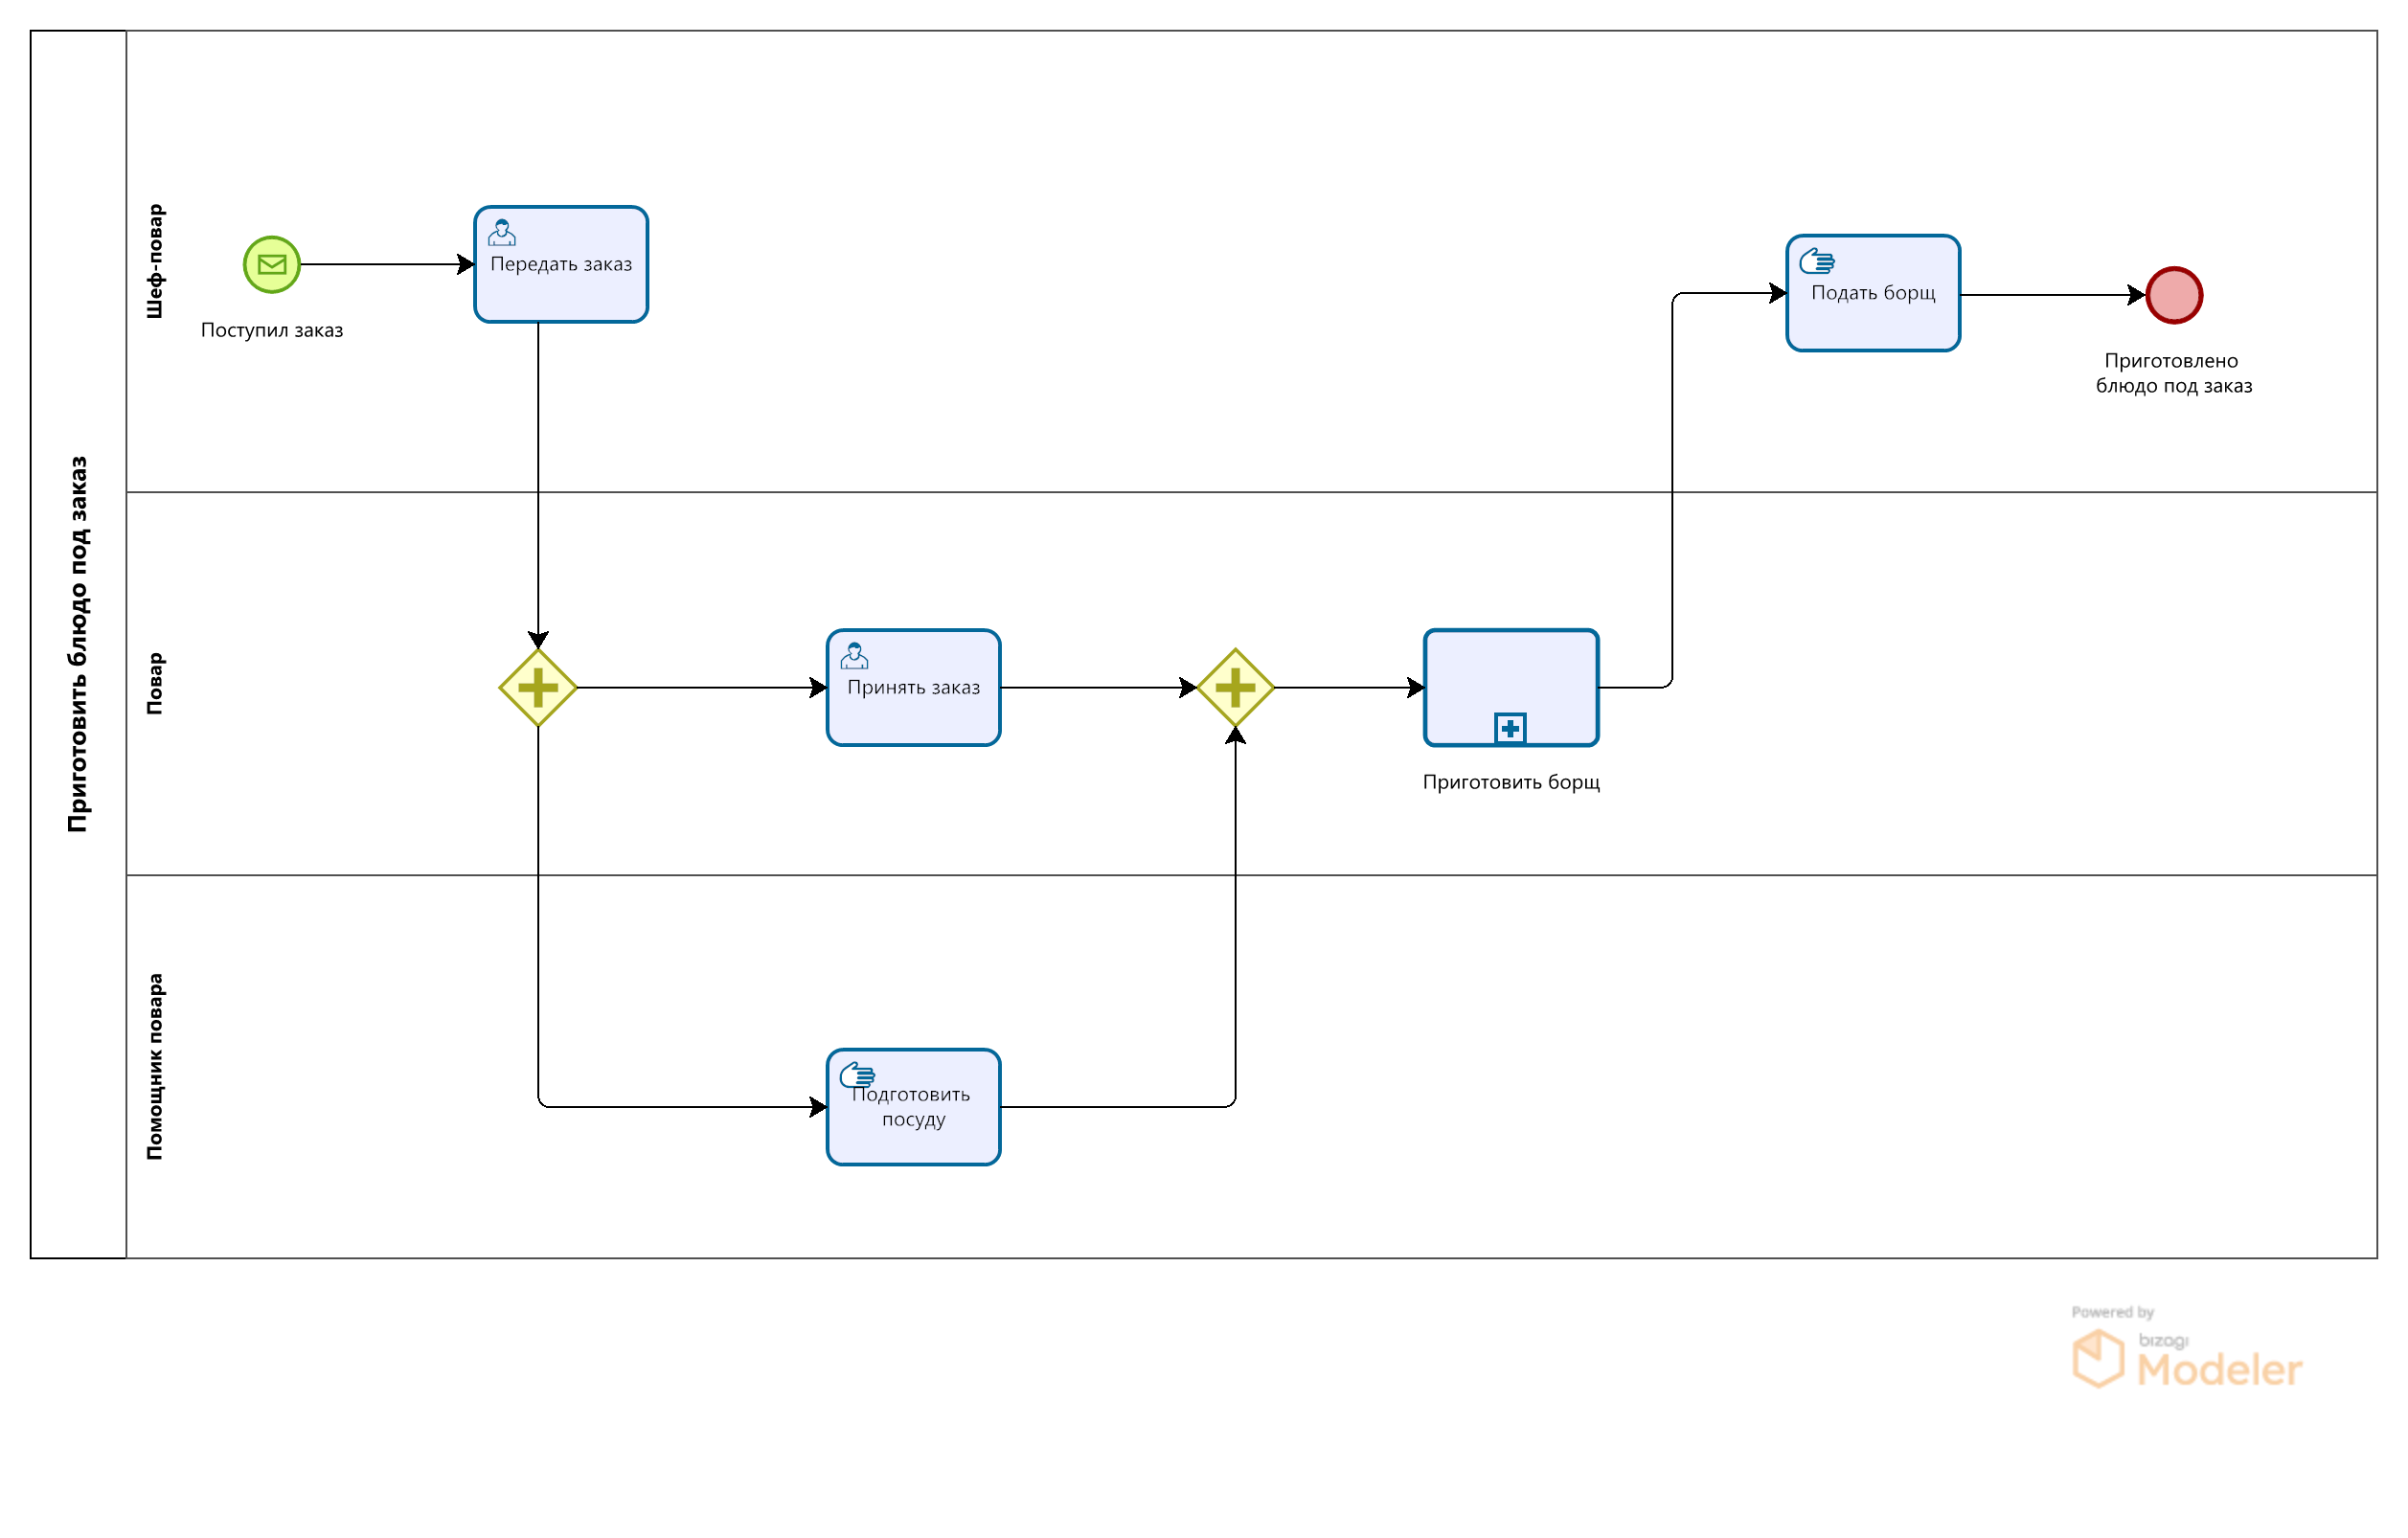 Приготовить блюдо под заказ
Шеф-повар
Поступил заказ
Передать заказ
Подать борщ
Приготовлено
блюдо под заказ
Повар
Принять заказ
Приготовить борщ
Помощник повара
Подготовить
посуду
Powered by
bizagi
Modeler